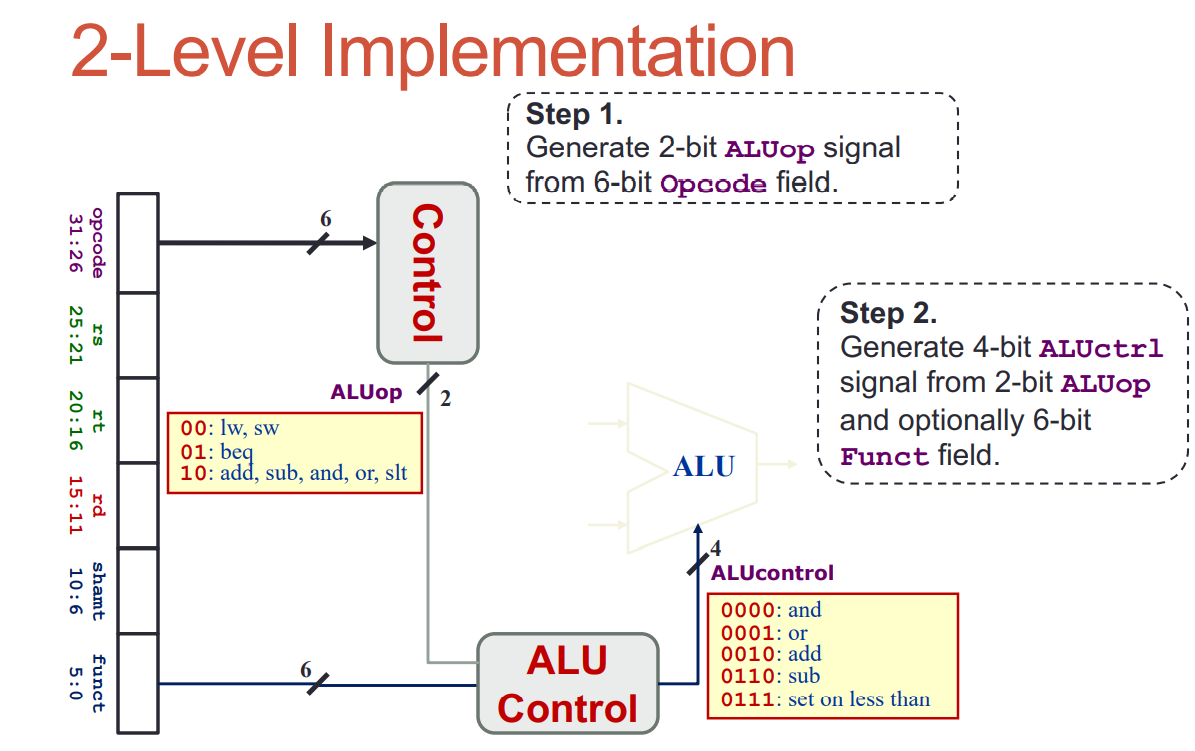 2-Level Implementation
Step 1.
Generate 2-bit ALUop signal
from 6-bit Opcode field.
opcode
31:26
6
Control
rs
25:21
Step 2.
Generate 4-bit ALUctrl
signal from 2-bit ALUop
and optionally 6-bit
Funct field.
ALUop
2
rt
20:16
00: lw, sw
01: beq
10: add, sub, and, or, slt
ALU
rd
15:11
4
ALUcontrol
shamt
10:6
0000: and
0001: or
0010: add
0110: sub
0111: set on less than
funct
5:0
6
ALU
Control